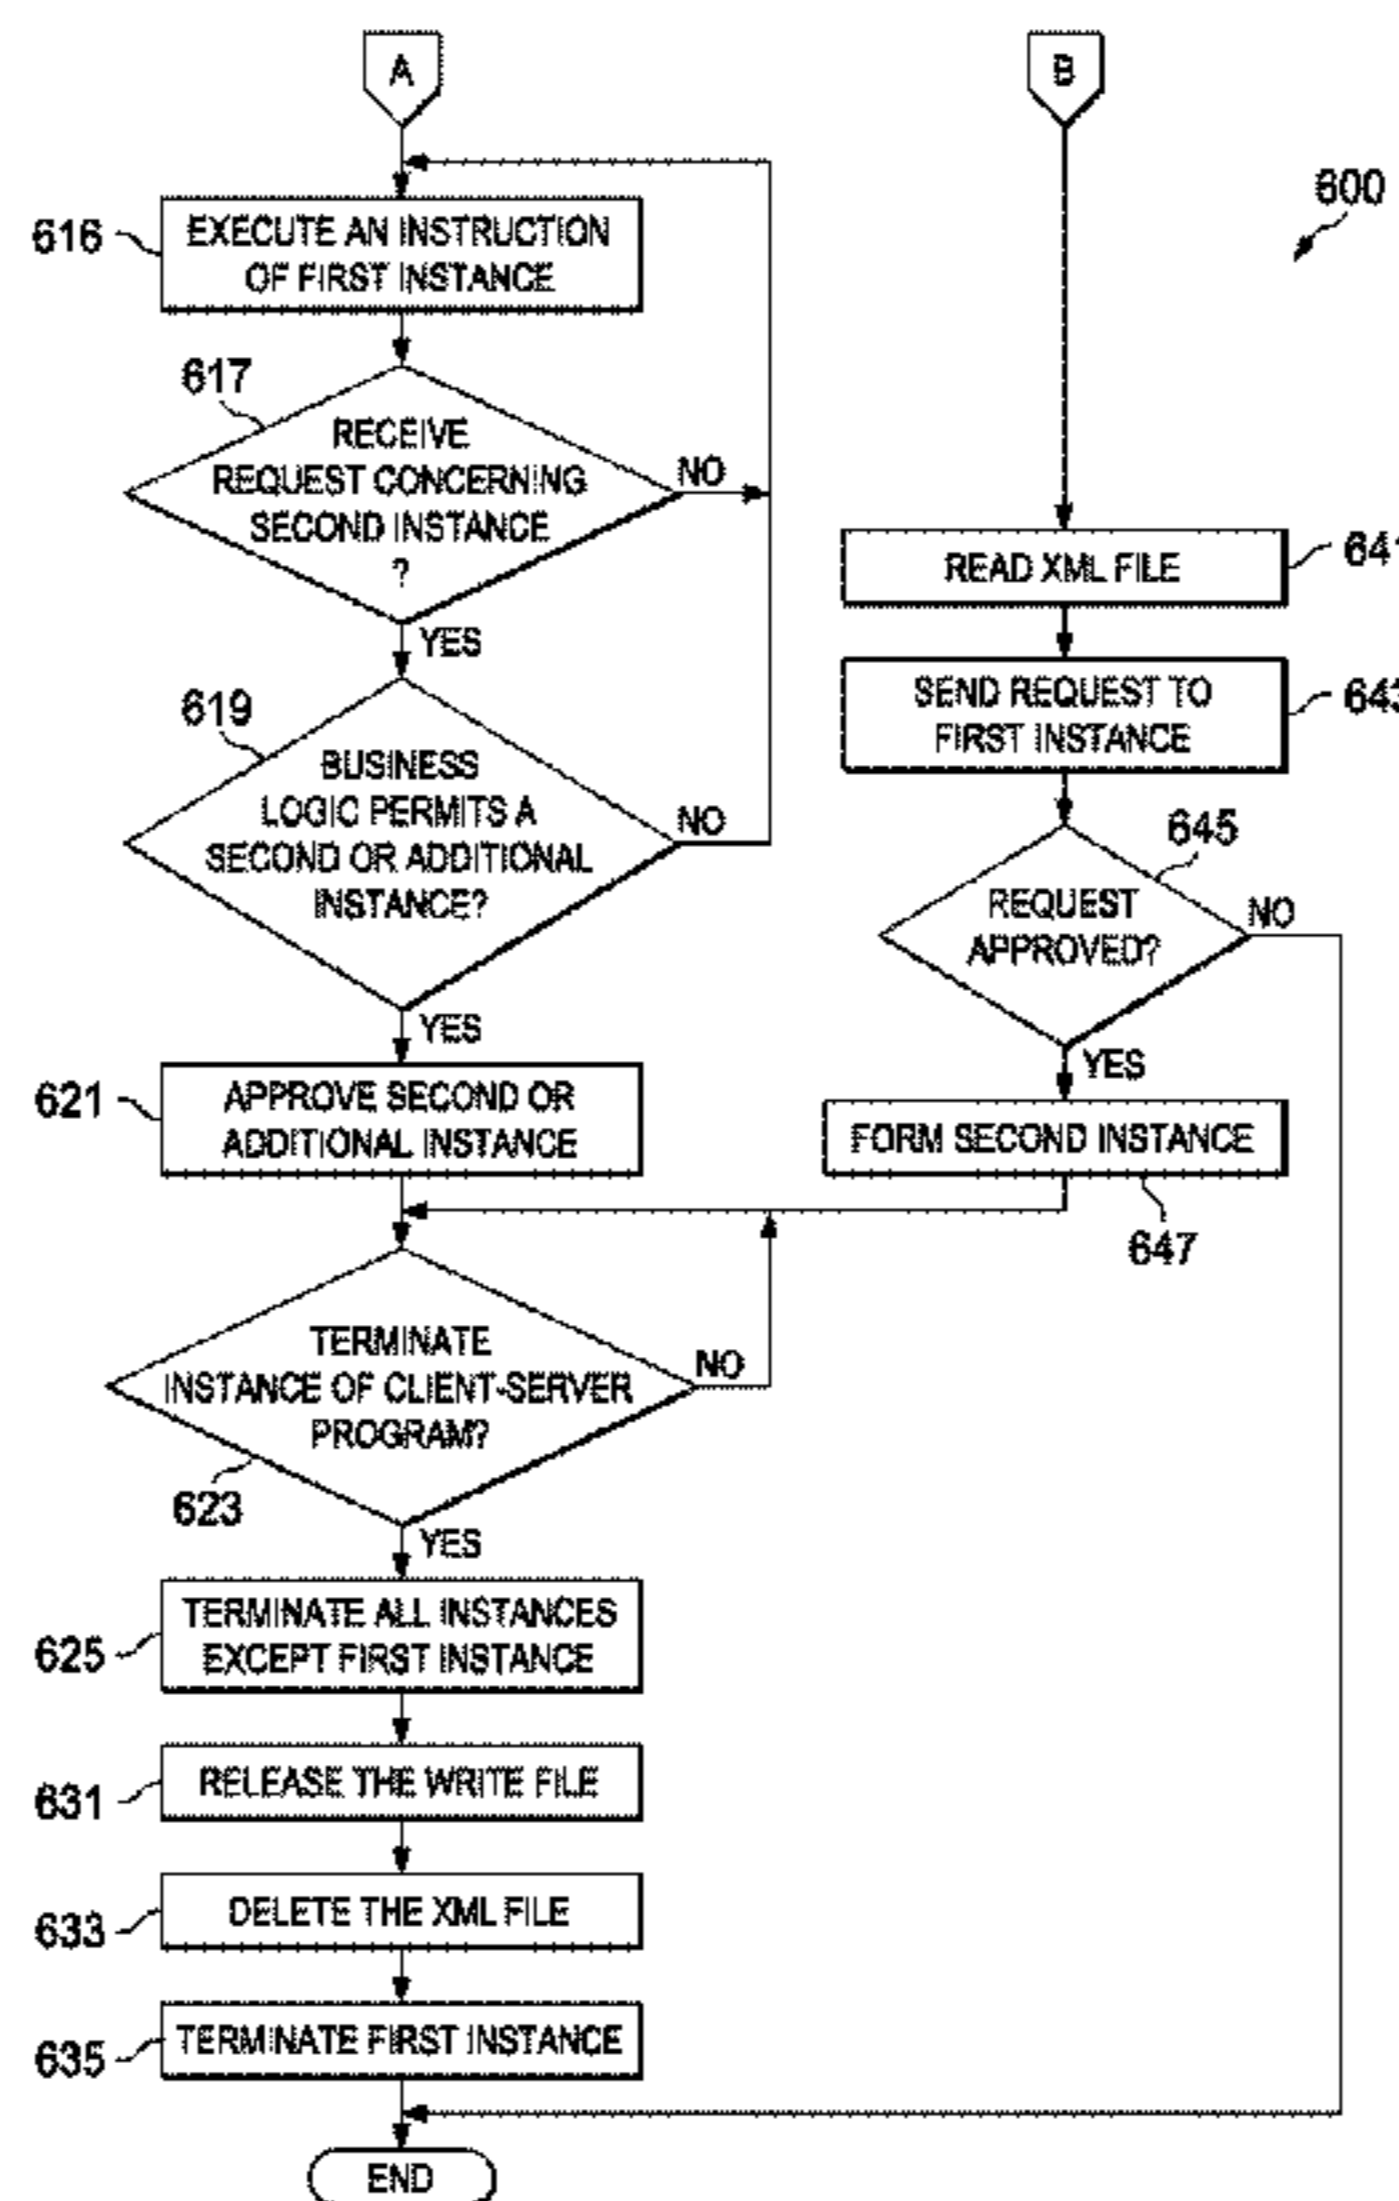 A
616
EXECUTE AN INSTRUCTION
OF FIRST INSTANCE
617
RECEIVE
REQUEST CONCERNING
SECOND INSTANCE
?
NO
YES
619
BUSINESS
LOGIC PERMITS A
SECOND OR ADDITIONAL
INSTANCE?
NO
YES
621
APPROVE SECOND OR
ADDITIONAL INSTANCE
TERMINATE
INSTANCE OF CLIENT-SERVER
PROGRAM?
NO
623
YES
625
TERMINATE ALL INSTANCES
EXCEPT FIRST INSTANCE
631
RELEASE THE WRITE FILE
633
DELETE THE XML FILE
635
TERMINATE FIRST INSTANCE
END
B
600
READ XML FILE
641
SEND REQUEST TO
FIRST INSTANCE
643
645
REQUEST
APPROVED?
NO
YES
FORM SECOND INSTANCE
647